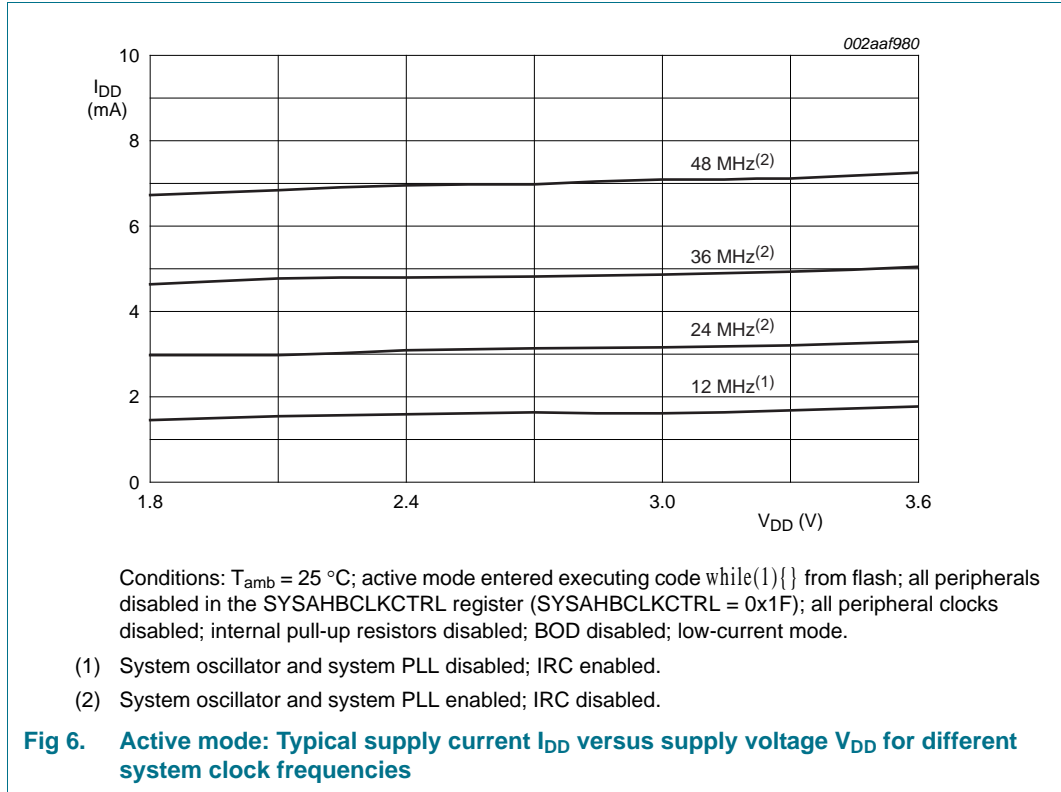 002aaf980
10
I_DD
(mA)
8
48 MHz(2)
6
36 MHz(2)
4
24 MHz(2)
2
12 MHz(1)
0
1.8 2.4 3.0 3.6
V_DD (V)
Conditions: T_amb = 25 °C; active mode entered executing code while(1){} from flash; all peripherals
disabled in the SYSAHBCLKCTRL register (SYSAHBCLKCTRL = 0x1F); all peripheral clocks
disabled; internal pull-up resistors disabled; BOD disabled; low-current mode.
(1) System oscillator and system PLL disabled; IRC enabled.
(2) System oscillator and system PLL enabled; IRC disabled.
Fig 6. Active mode: Typical supply current I_DD versus supply voltage V_DD for different
system clock frequencies